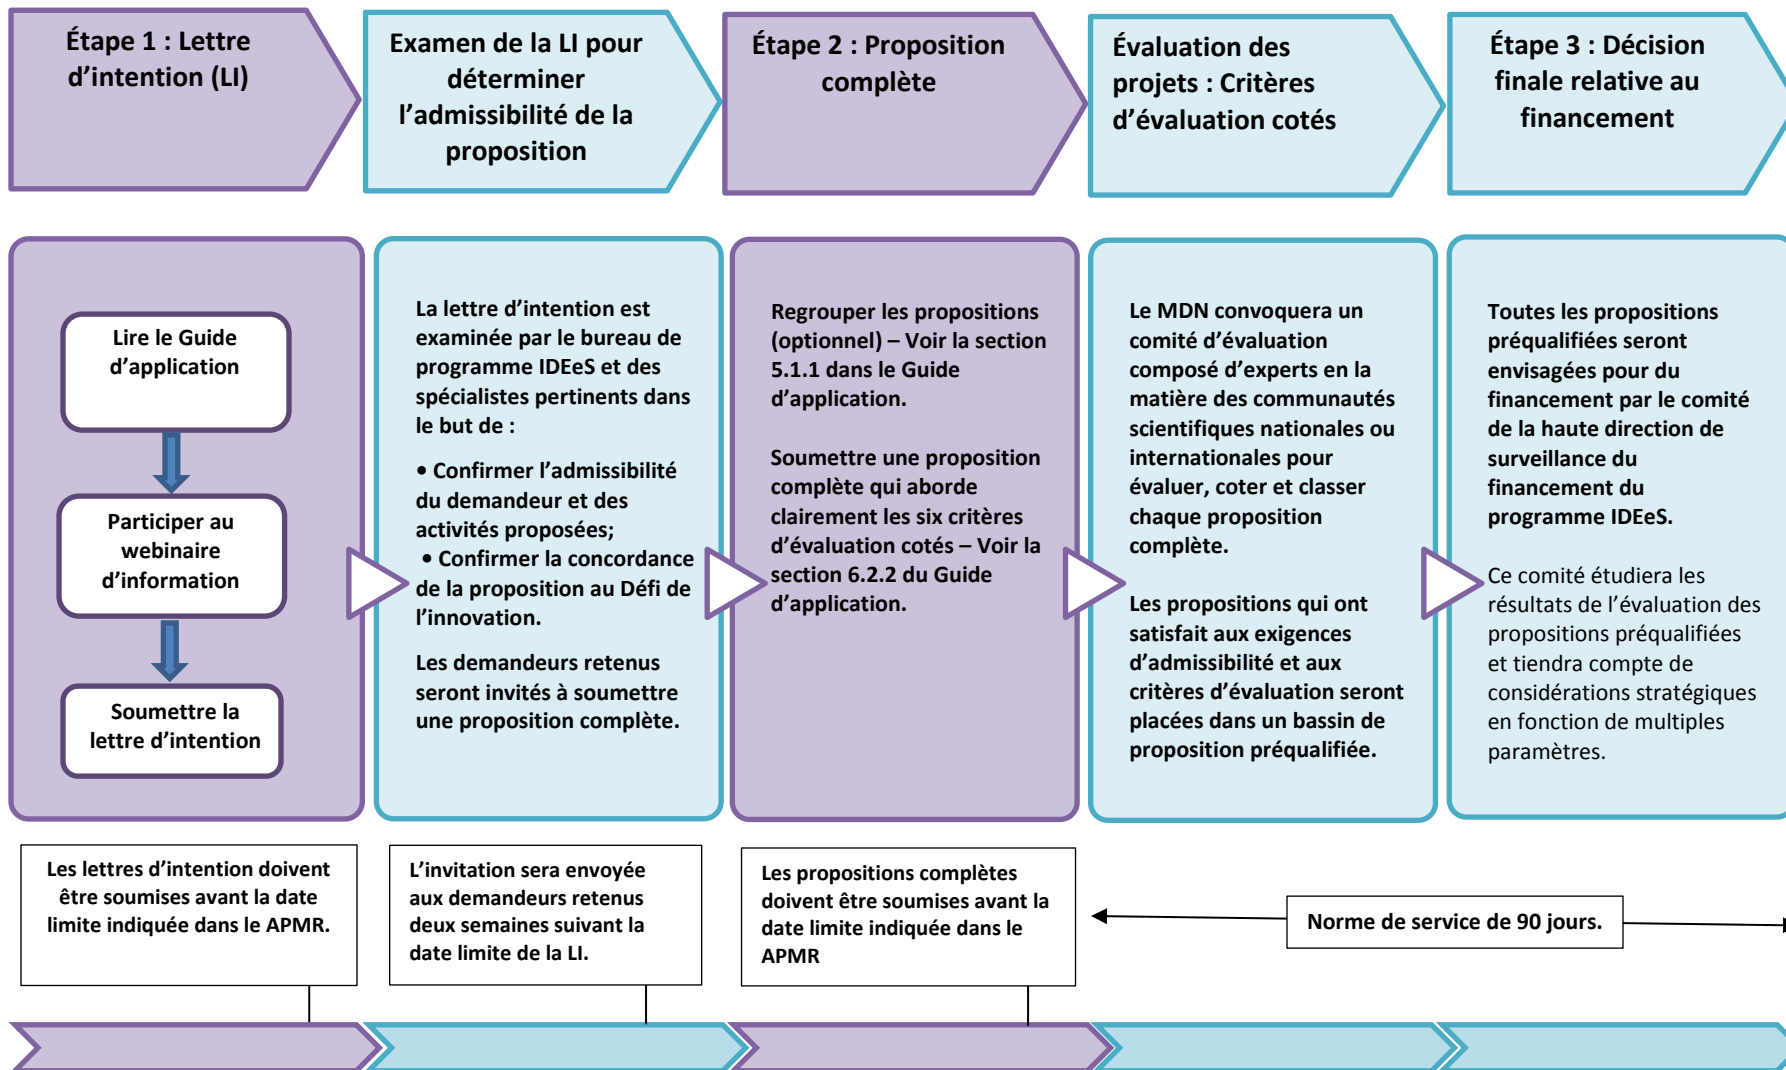 Étape 1 : Lettre
d’intention (LI)
Examen de la LI pour
déterminer
l’admissibilité de la
proposition
Étape 2 : Proposition
complète
Évaluation des
projets : Critères
d’évaluation cotés
Étape 3 : Décision
finale relative au
financement
Lire le Guide
d’application
Participer au
webinaire
d’information
Soumettre la
lettre d’intention
La lettre d’intention est
examinée par le bureau de
programme IDEeS et des
spécialistes pertinents dans
le but de :
• Confirmer l’admissibilité
du demandeur et des
activités proposées;
• Confirmer la concordance
de la proposition au Défi de
l’innovation.
Les demandeurs retenus
seront invités à soumettre
une proposition complète.
Regrouper les propositions
(optionnel) – Voir la section
5.1.1 dans le Guide
d’application.
Soumettre une proposition
complète qui aborde
clairement les six critères
d’évaluation cotés – Voir la
section 6.2.2 du Guide
d’application.
Le MDN convoquera un
comité d’évaluation
composé d’experts en la
matière des communautés
scientifiques nationales ou
internationales pour
évaluer, coter et classer
chaque proposition
complète.
Les propositions qui ont
satisfait aux exigences
d’admissibilité et aux
critères d’évaluation seront
placées dans un bassin de
proposition préqualifiée.
Toutes les propositions
préqualifiées seront
envisagées pour du
financement par le comité
de la haute direction de
surveillance du
financement du
programme IDEeS.
Ce comité étudiera les
résultats de l’évaluation des
propositions préqualifiées
et tiendra compte de
considérations stratégiques
en fonction de multiples
paramètres.
Les lettres d’intention doivent
être soumises avant la date
limite indiquée dans le APMR.
L’invitation sera envoyée
aux demandeurs retenus
deux semaines suivant la
date limite de la LI.
Les propositions complètes
doivent être soumises avant la
date limite indiquée dans le
APMR
Norme de service de 90 jours.